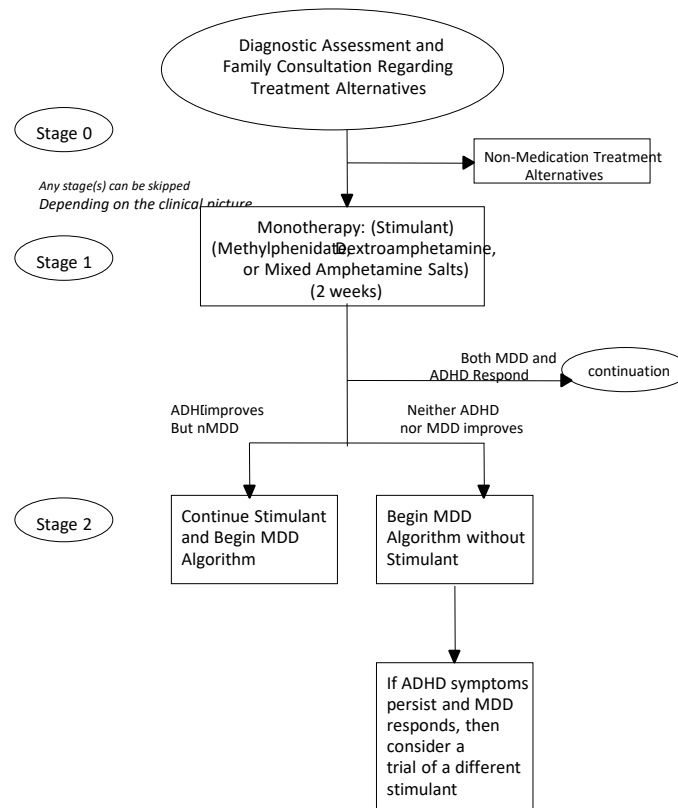 Diagnostic Assessment and
Family Consultation Regarding
Treatment Alternatives
Stage 0
Non-Medication Treatment
Alternatives
Any stage(s) can be skipped
Depending on the clinical picture
Monotherapy: (Stimulant)
(Methylphenidate, Dextroamphetamine,
or Mixed Amphetamine Salts)
(2 weeks)
Stage 1
Both MDD and
ADHD Respond
continuation
ADHD improves
But nMDD
Neither ADHD
nor MDD improves
Stage 2
Continue Stimulant
and Begin MDD
Algorithm
Begin MDD
Algorithm without
Stimulant
If ADHD symptoms
persist and MDD
responds, then
consider a
trial of a different
stimulant